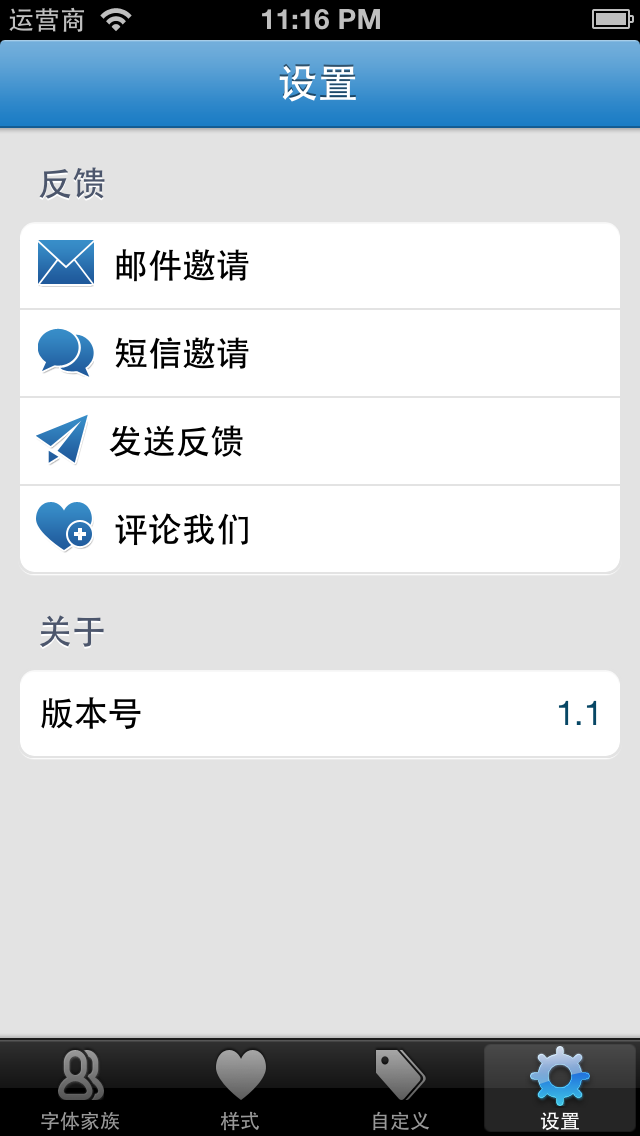 运营商 11:16 PM
设置
反馈
邮件邀请
短信邀请
发送反馈
评论我们
关于
版本号 1.1
字体家族 样式 自定义 设置